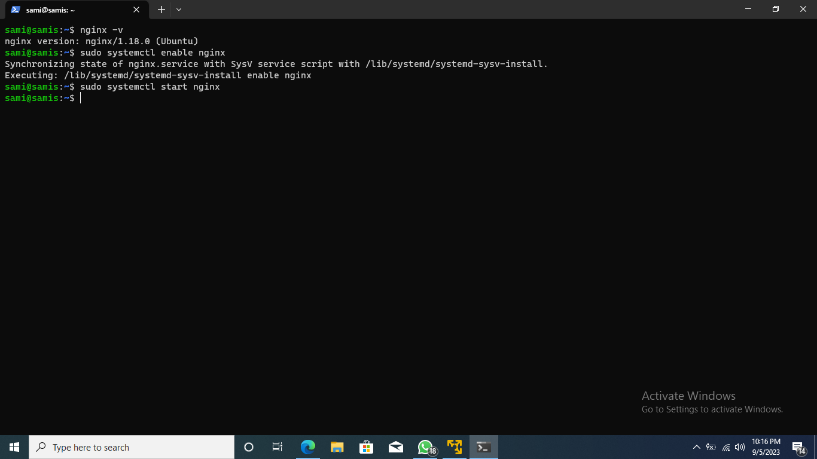 sami@samis: ~
sami@samis:~$ nginx -v
nginx version: nginx/1.18.0 (Ubuntu)
sami@samis:~$ sudo systemctl enable nginx
Synchronizing state of nginx.service with SysV service script with /lib/systemd/systemd-sysv-install.
Executing: /lib/systemd/systemd-sysv-install enable nginx
sami@samis:~$ sudo systemctl start nginx
sami@samis:~$
Activate Windows
Go to Settings to activate Windows.
Type here to search
18
10:16 PM
9/5/2023
14